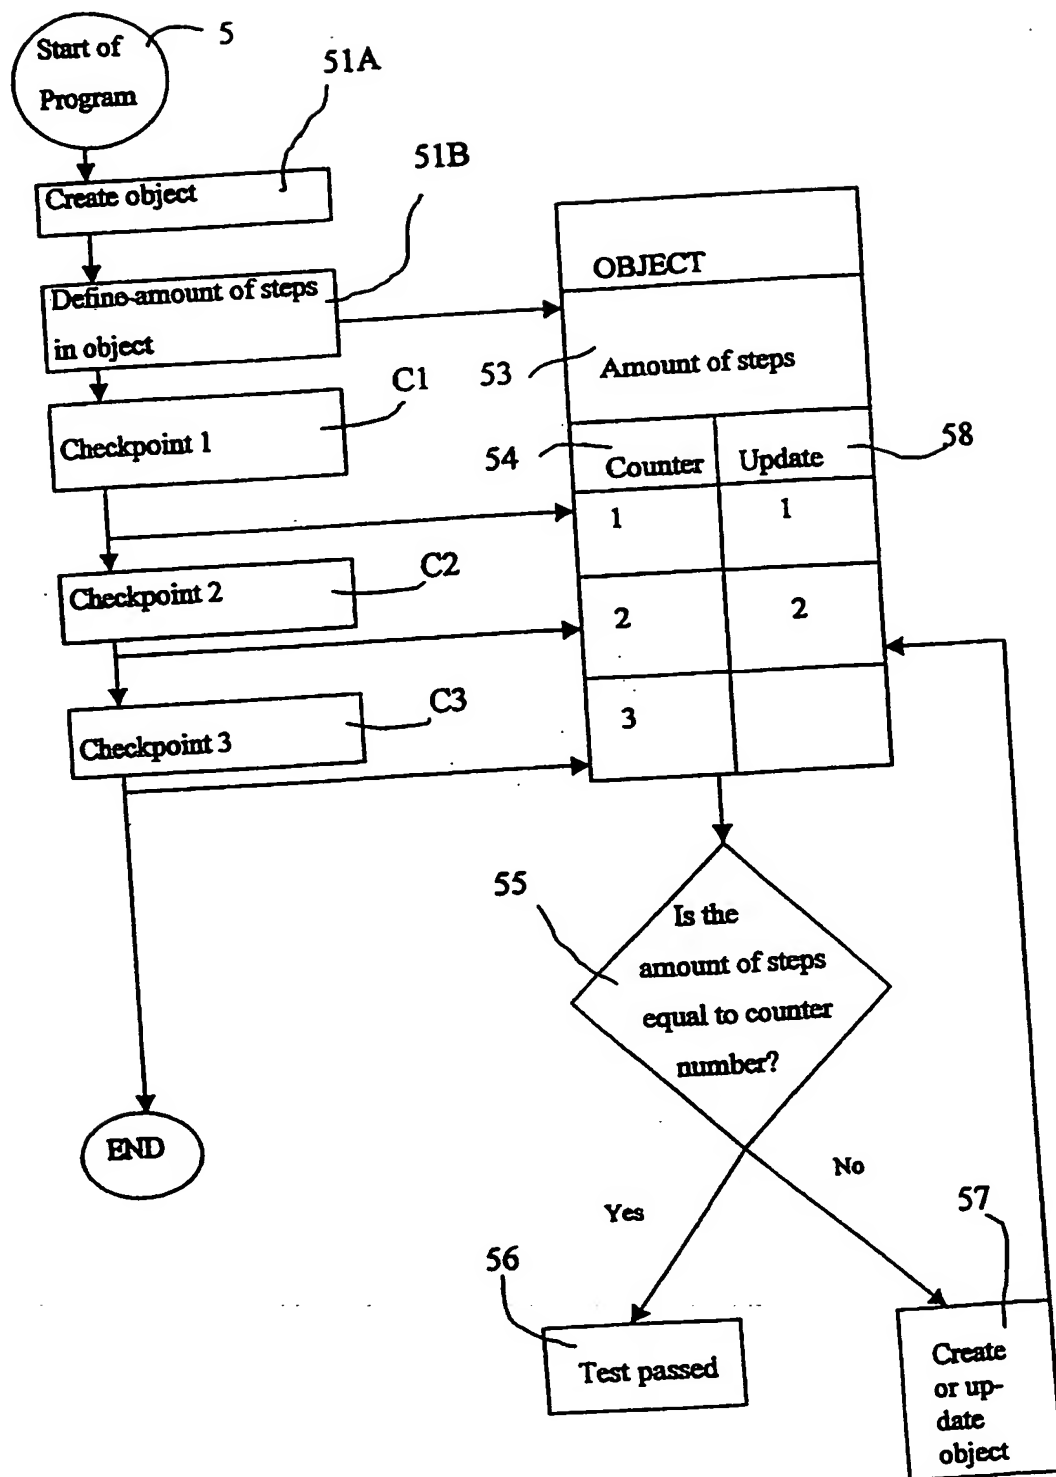 Start of
Program
5
51A
Create object
51B
Define amount of steps
in object
OBJECT
53
Amount of steps
C1
Checkpoint 1
54
Counter
Update
58
1
1
C2
Checkpoint 2
2
2
C3
Checkpoint 3
3
55
Is the
amount of steps
equal to counter
number?
END
Yes
No
56
Test passed
57
Create
or up-
date
object